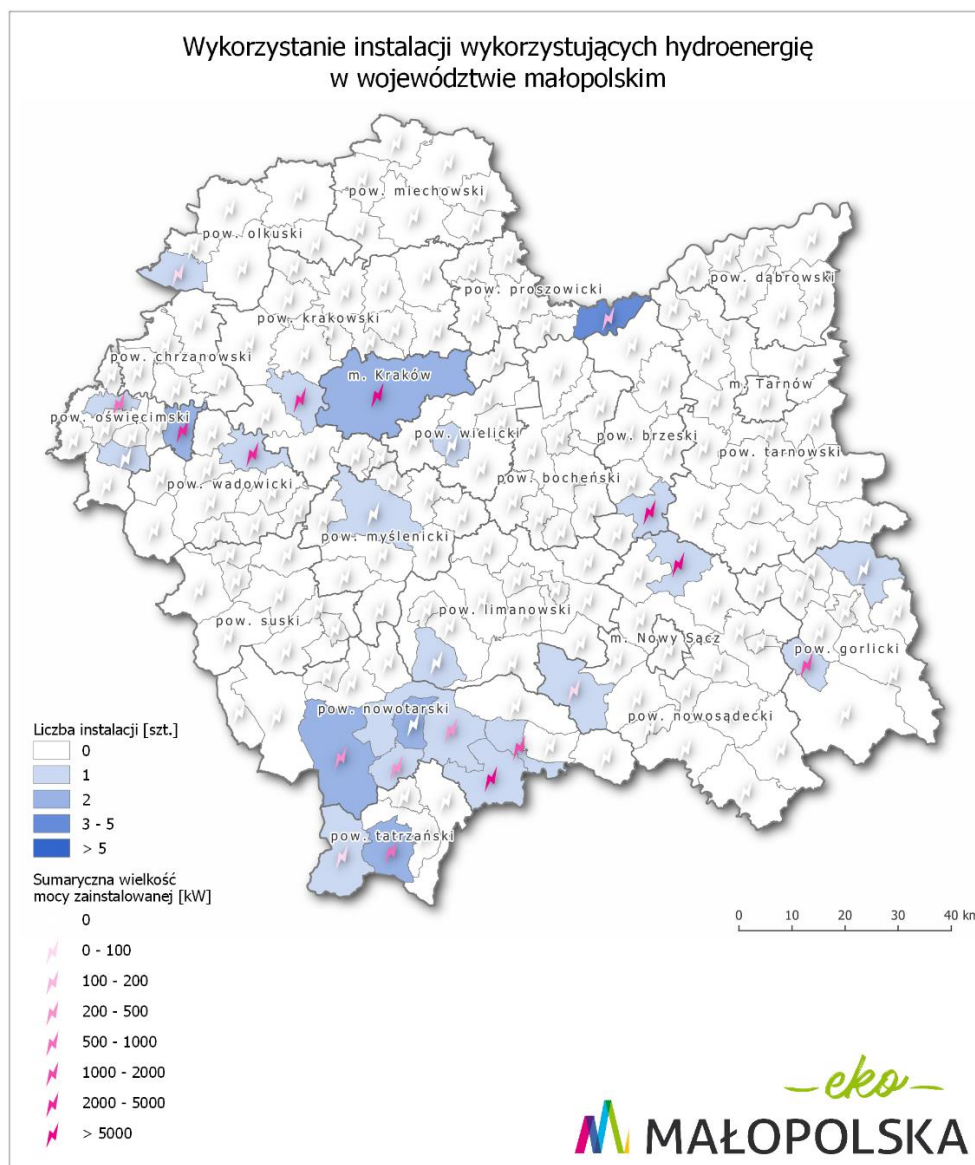 Wykorzystanie instalacji wykorzystujących hydroenergię
w województwie małopolskim
pow. miechowski
pow. olkuski
pow. proszowicki
pow. dąbrowski
pow. krakowski
pow. chrzanowski
m. Kraków
m. Tarnów
pow. oświęcimski
pow. wielicki
pow. brzeski
pow. tarnowski
pow. wadowicki
pow. bocheński
pow. myślenicki
pow. suski
pow. limanowski
m. Nowy Sącz
pow. gorlicki
pow. nowotarski
pow. nowosądecki
pow. tatrzański
Liczba instalacji [szt.]
0
1
2
3 - 5
> 5
Sumaryczna wielkość
mocy zainstalowanej [kW]
0
0 - 100
100 - 200
200 - 500
500 - 1000
1000 - 2000
2000 - 5000
> 5000
0 10 20 30 40 km
eko
MAŁOPOLSKA